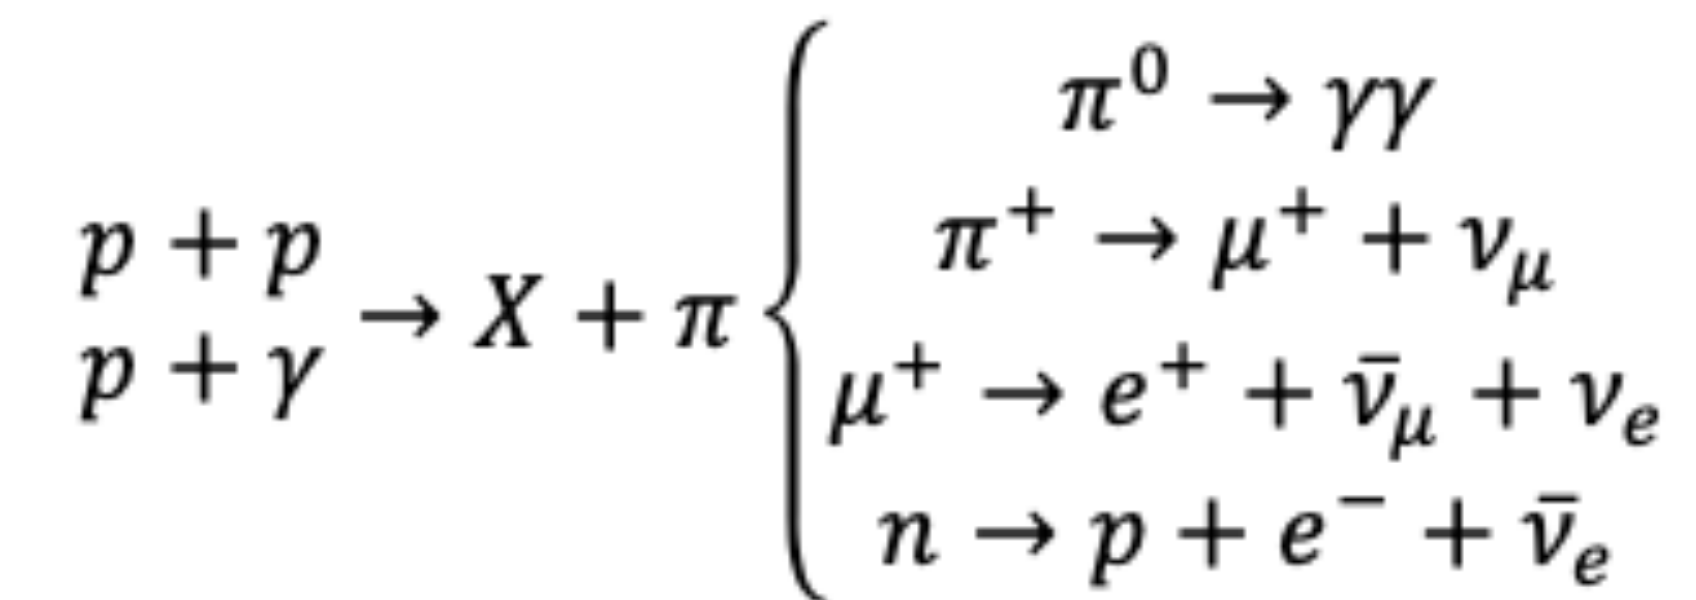 p + p
p + γ
→ X + π {
π⁰ → γγ
π⁺ → μ⁺ + ν_μ
μ⁺ → e⁺ + ν̄_μ + ν_e
n → p + e⁻ + ν̄_e